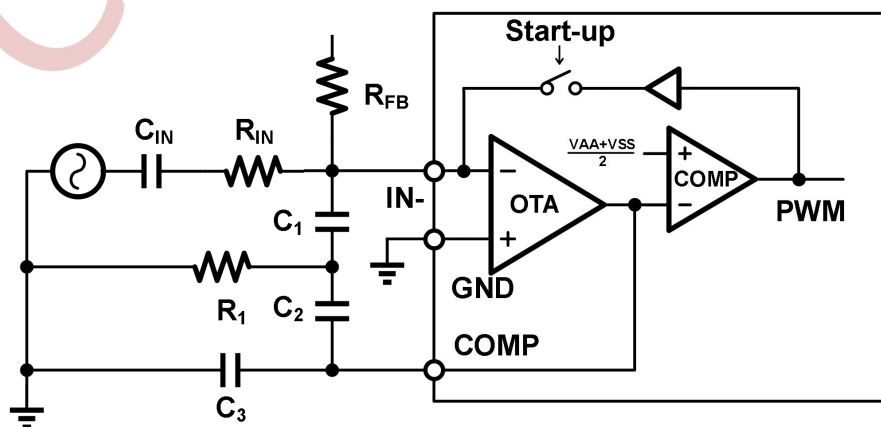 Start-up
RFB
CIN
RIN
VAA+VSS
2
+
COMP
−
−
OTA
+
IN-
C1
PWM
GND
R1
C2
COMP
C3